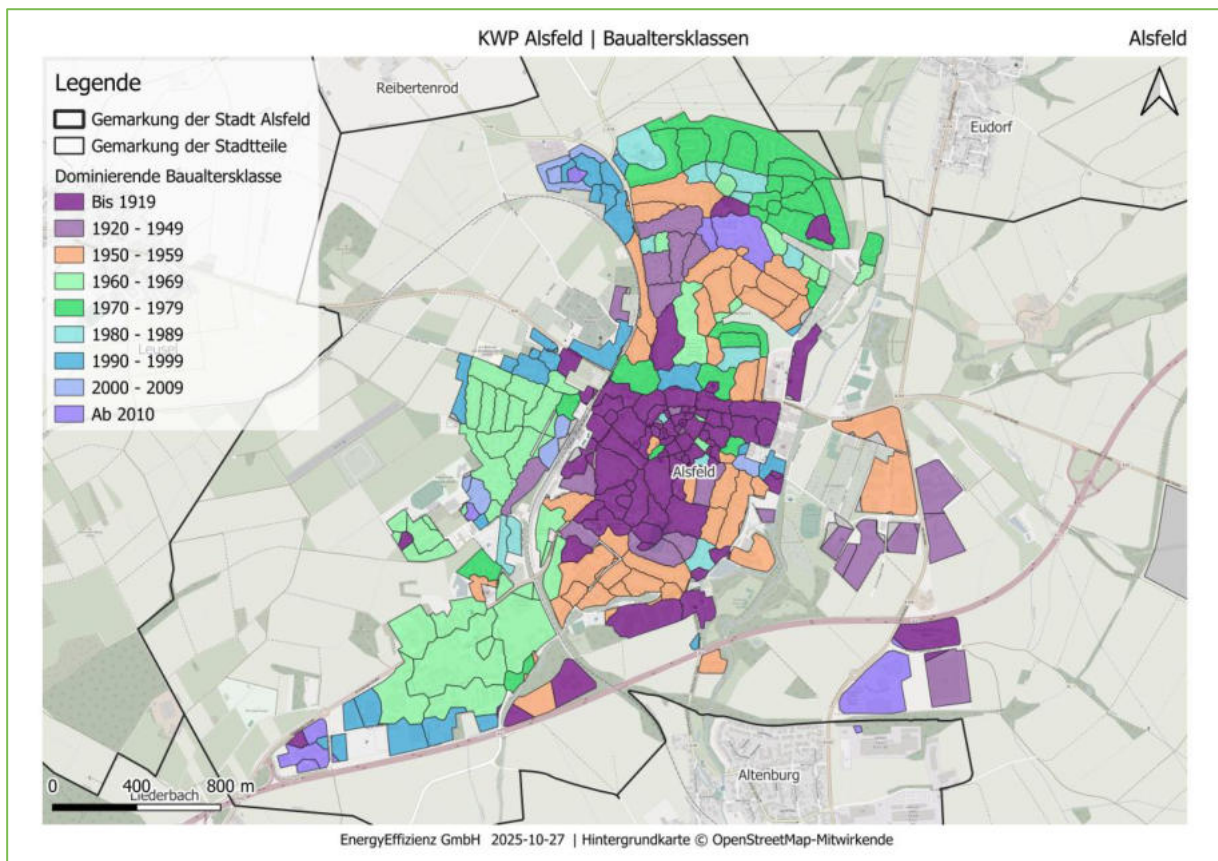 KWP Alsfeld | Baualtersklassen
Alsfeld
Legende
Gemarkung der Stadt Alsfeld
Gemarkung der Stadtteile
Dominierende Baualtersklasse
Bis 1919
1920 - 1949
1950 - 1959
1960 - 1969
1970 - 1979
1980 - 1989
1990 - 1999
2000 - 2009
Ab 2010
Reibertenrod
Eudorf
Leusel
Alsfeld
Altenburg
Liederbach
0 400 800 m
EnergyEffizienz GmbH 2025-10-27 | Hintergrundkarte © OpenStreetMap-Mitwirkende